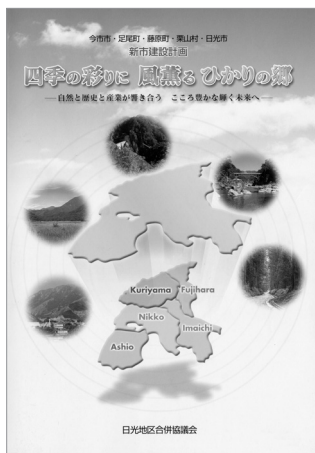 今市市・足尾町・藤原町・栗山村・日光市
新市建設計画
四季の彩りに 風薫る ひかりの郷
―自然と歴史と産業が響き合う こころ豊かな輝く未来へ―
Kuriyama
Fujihara
Nikko
Imaichi
Ashio
日光地区合併協議会